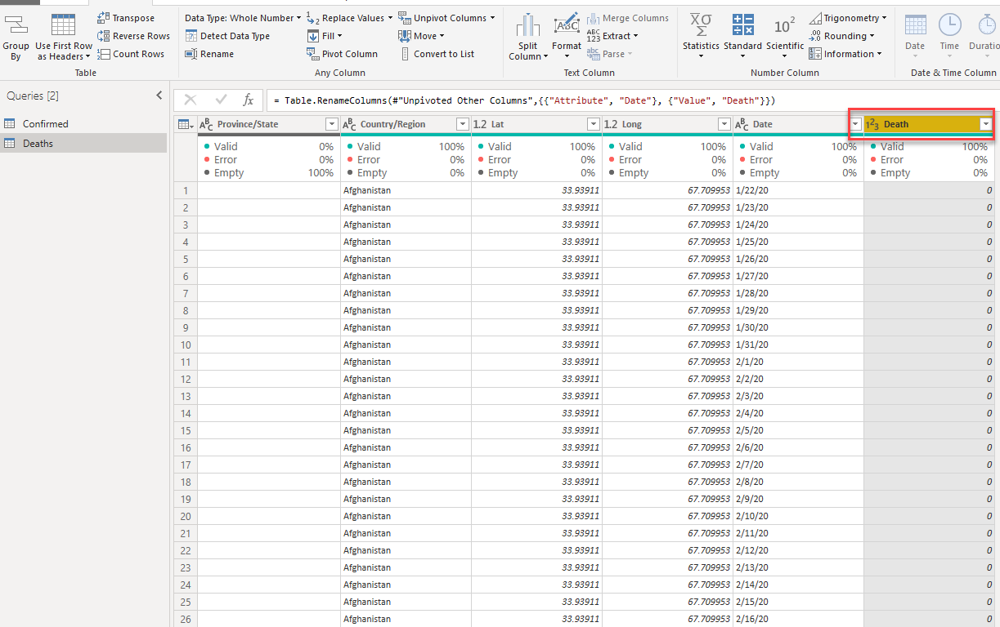 Group By
Use First Row as Headers
Transpose
Reverse Rows
Count Rows
Table
Data Type: Whole Number
Detect Data Type
Rename
1 2 Replace Values
Fill
Pivot Column
Unpivot Columns
Move
Convert to List
Any Column
Split Column
Format
ABC
Merge Columns
ABC 123 Extract
abc Parse
Text Column
XΣ Statistics
Standard
10² Scientific
Trigonometry
.00 Rounding
Information
Number Column
Date
Time
Duratio
Date & Time Column
Queries [2]
Confirmed
Deaths
fx
= Table.RenameColumns(#"Unpivoted Other Columns",{{"Attribute", "Date"}, {"Value", "Death"}})
ABC Province/State ABC Country/Region 1.2 Lat 1.2 Long ABC Date 123 Death
Valid 0% Valid 100% Valid 100% Valid 100% Valid 100% Valid 100%
Error 0% Error 0% Error 0% Error 0% Error 0% Error 0%
Empty 100% Empty 0% Empty 0% Empty 0% Empty 0% Empty 0%
1 Afghanistan 33.93911 67.709953 1/22/20 0
2 Afghanistan 33.93911 67.709953 1/23/20 0
3 Afghanistan 33.93911 67.709953 1/24/20 0
4 Afghanistan 33.93911 67.709953 1/25/20 0
5 Afghanistan 33.93911 67.709953 1/26/20 0
6 Afghanistan 33.93911 67.709953 1/27/20 0
7 Afghanistan 33.93911 67.709953 1/28/20 0
8 Afghanistan 33.93911 67.709953 1/29/20 0
9 Afghanistan 33.93911 67.709953 1/30/20 0
10 Afghanistan 33.93911 67.709953 1/31/20 0
11 Afghanistan 33.93911 67.709953 2/1/20 0
12 Afghanistan 33.93911 67.709953 2/2/20 0
13 Afghanistan 33.93911 67.709953 2/3/20 0
14 Afghanistan 33.93911 67.709953 2/4/20 0
15 Afghanistan 33.93911 67.709953 2/5/20 0
16 Afghanistan 33.93911 67.709953 2/6/20 0
17 Afghanistan 33.93911 67.709953 2/7/20 0
18 Afghanistan 33.93911 67.709953 2/8/20 0
19 Afghanistan 33.93911 67.709953 2/9/20 0
20 Afghanistan 33.93911 67.709953 2/10/20 0
21 Afghanistan 33.93911 67.709953 2/11/20 0
22 Afghanistan 33.93911 67.709953 2/12/20 0
23 Afghanistan 33.93911 67.709953 2/13/20 0
24 Afghanistan 33.93911 67.709953 2/14/20 0
25 Afghanistan 33.93911 67.709953 2/15/20 0
26 Afghanistan 33.93911 67.709953 2/16/20 0